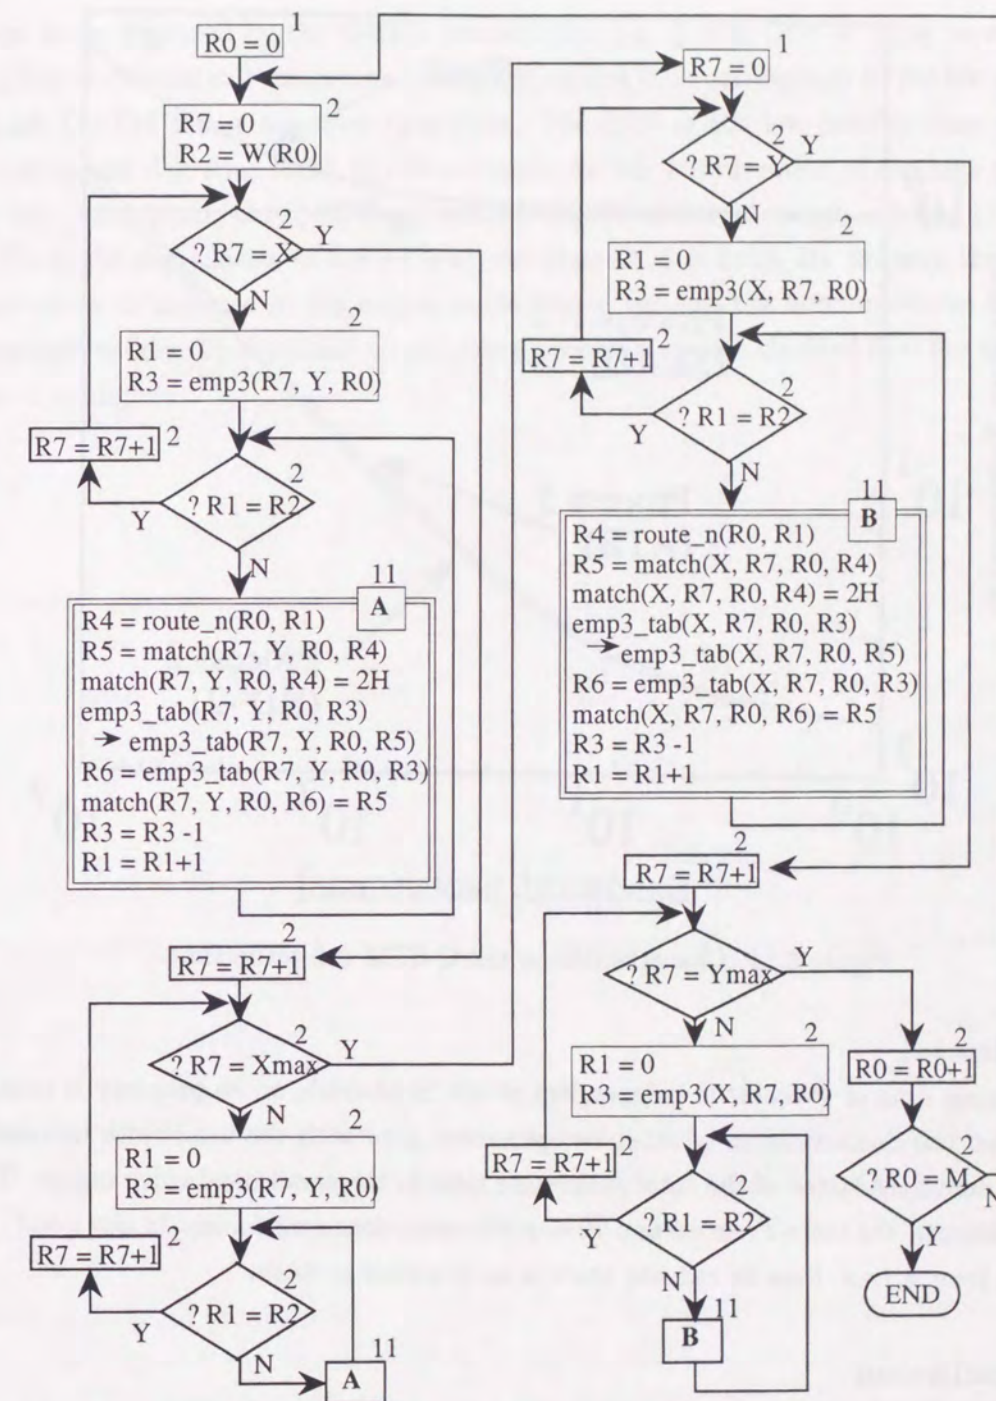 1
R0 = 0
2
R7 = 0
R2 = W(R0)
2
? R7 = X
Y
N
2
R1 = 0
R3 = emp3(R7, Y, R0)
R7 = R7+1
2
2
? R1 = R2
Y
N
11
A
R4 = route_n(R0, R1)
R5 = match(R7, Y, R0, R4)
match(R7, Y, R0, R4) = 2H
emp3_tab(R7, Y, R0, R3)
emp3_tab(R7, Y, R0, R5)
R6 = emp3_tab(R7, Y, R0, R3)
match(R7, Y, R0, R6) = R5
R3 = R3 -1
R1 = R1+1
2
R7 = R7+1
2
? R7 = Xmax
Y
N
2
R1 = 0
R3 = emp3(R7, Y, R0)
R7 = R7+1
2
2
? R1 = R2
Y
N
11
A
1
R7 = 0
2
? R7 = Y
Y
N
2
R1 = 0
R3 = emp3(X, R7, R0)
R7 = R7+1
2
2
? R1 = R2
Y
N
11
B
R4 = route_n(R0, R1)
R5 = match(X, R7, R0, R4)
match(X, R7, R0, R4) = 2H
emp3_tab(X, R7, R0, R3)
emp3_tab(X, R7, R0, R5)
R6 = emp3_tab(X, R7, R0, R3)
match(X, R7, R0, R6) = R5
R3 = R3 -1
R1 = R1+1
2
R7 = R7+1
2
? R7 = Ymax
Y
N
2
R1 = 0
R3 = emp3(X, R7, R0)
R7 = R7+1
2
2
? R1 = R2
Y
N
11
B
2
R0 = R0+1
2
? R0 = M
N
Y
END